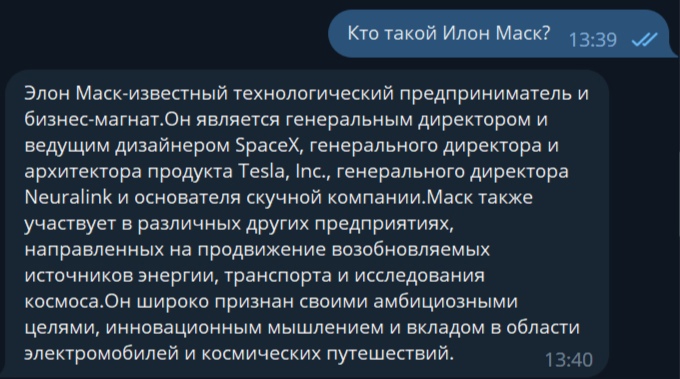 Кто такой Илон Маск?
13:39
Элон Маск-известный технологический предприниматель и
бизнес-магнат.Он является генеральным директором и
ведущим дизайнером SpaceX, генерального директора и
архитектора продукта Tesla, Inc., генерального директора
Neuralink и основателя скучной компании.Маск также
участвует в различных других предприятиях,
направленных на продвижение возобновляемых
источников энергии, транспорта и исследования
космоса.Он широко признан своими амбициозными
целями, инновационным мышлением и вкладом в области
электромобилей и космических путешествий.
13:40